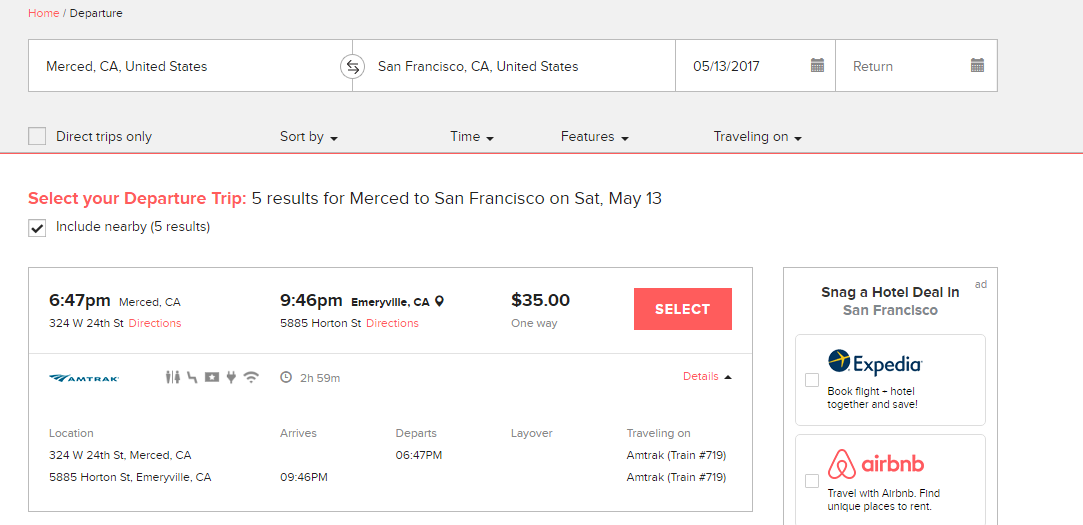 Home / Departure
Merced, CA, United States San Francisco, CA, United States 05/13/2017 Return
Direct trips only Sort by Time Features Traveling on
Select your Departure Trip: 5 results for Merced to San Francisco on Sat, May 13
Include nearby (5 results)
6:47pm Merced, CA 9:46pm Emeryville, CA $35.00 SELECT
324 W 24th St Directions 5885 Horton St Directions One way
AMTRAK 2h 59m Details
Location Arrives Departs Layover Traveling on
324 W 24th St, Merced, CA 06:47PM Amtrak (Train #719)
5885 Horton St, Emeryville, CA 09:46PM Amtrak (Train #719)
ad
Snag a Hotel Deal in
San Francisco
Expedia
Book flight + hotel
together and save!
airbnb
Travel with Airbnb. Find
unique places to rent.